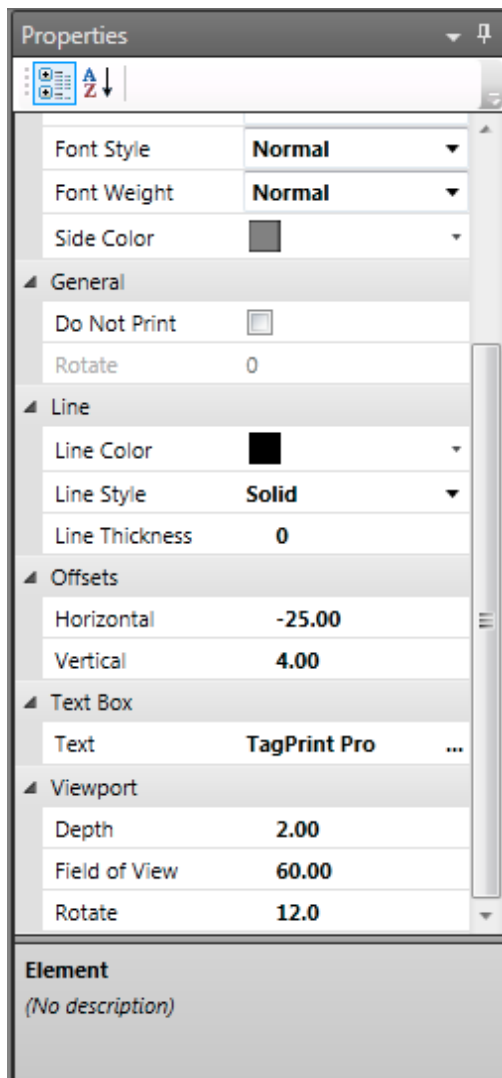 Properties
A
Z
Font Style Normal
Font Weight Normal
Side Color
General
Do Not Print
Rotate 0
Line
Line Color
Line Style Solid
Line Thickness 0
Offsets
Horizontal -25.00
Vertical 4.00
Text Box
Text TagPrint Pro ...
Viewport
Depth 2.00
Field of View 60.00
Rotate 12.0
Element
(No description)